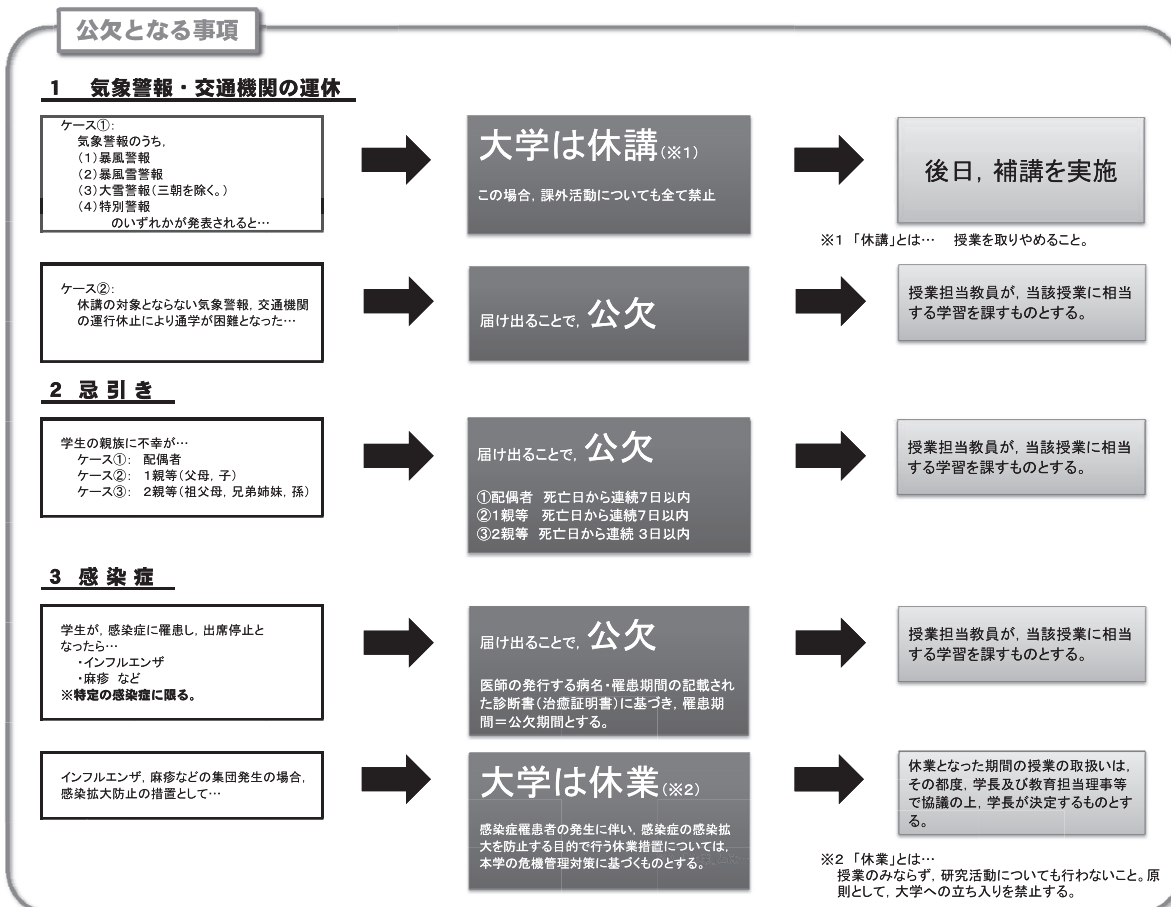 公欠となる事項
1 気象警報・交通機関の運休
ケース①:
気象警報のうち,
(1)暴風警報
(2)暴風雪警報
(3)大雪警報(三朝を除く。)
(4)特別警報
のいずれかが発表されると…
大学は休講(※1)
この場合, 課外活動についても全て禁止
後日, 補講を実施
※1 「休講」とは… 授業を取りやめること。
ケース②:
休講の対象とならない気象警報, 交通機関
の運行休止により通学が困難となった…
届け出ることで, 公欠
授業担当教員が, 当該授業に相当
する学習を課すものとする。
2 忌引き
学生の親族に不幸が…
ケース①: 配偶者
ケース②: 1親等(父母, 子)
ケース③: 2親等(祖父母, 兄弟姉妹, 孫)
届け出ることで, 公欠
①配偶者 死亡日から連続7日以内
②1親等 死亡日から連続7日以内
③2親等 死亡日から連続 3日以内
授業担当教員が, 当該授業に相当
する学習を課すものとする。
3 感染症
学生が, 感染症に罹患し, 出席停止と
なったら…
・インフルエンザ
・麻疹 など
※特定の感染症に限る。
届け出ることで, 公欠
医師の発行する病名・罹患期間の記載され
た診断書(治癒証明書)に基づき, 罹患期
間=公欠期間とする。
授業担当教員が, 当該授業に相当
する学習を課すものとする。
インフルエンザ, 麻疹などの集団発生の場合,
感染拡大防止の措置として…
大学は休業(※2)
感染症罹患者の発生に伴い, 感染症の感染拡
大を防止する目的で行う休業措置については,
本学の危機管理対策に基づくものとする。
休業となった期間の授業の取扱いは,
その都度, 学長及び教育担当理事等
で協議の上, 学長が決定するものとす
る。
※2 「休業」とは…
授業のみならず, 研究活動についても行わないこと。原
則として, 大学への立ち入りを禁止する。